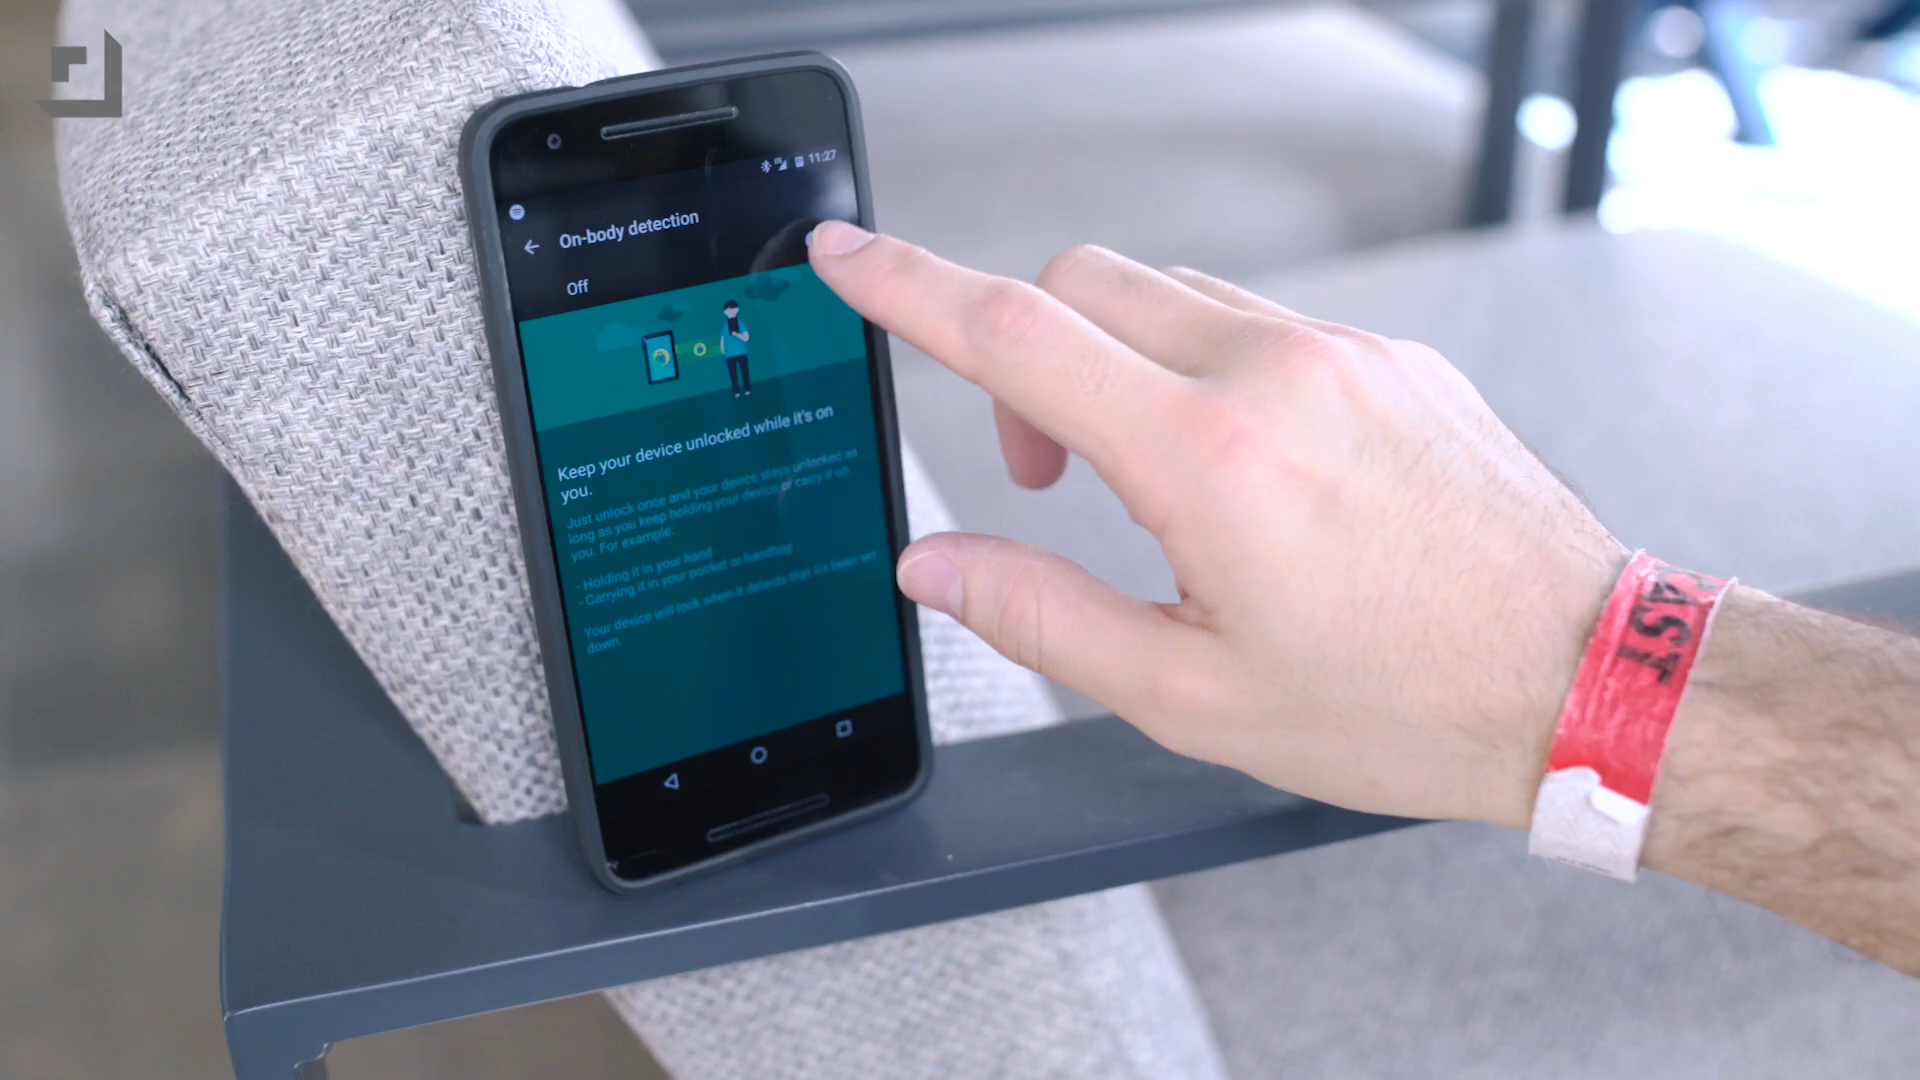 11:27
On-body detection
Off
Keep your device unlocked while it's on
you.
Just unlock once and your device stays unlocked as
long as you keep holding your device or carry it on
you. For example:
- Holding it in your hand
- Carrying it in your pocket or handbag
Your device will lock when it detects that it's been set
down.
AST